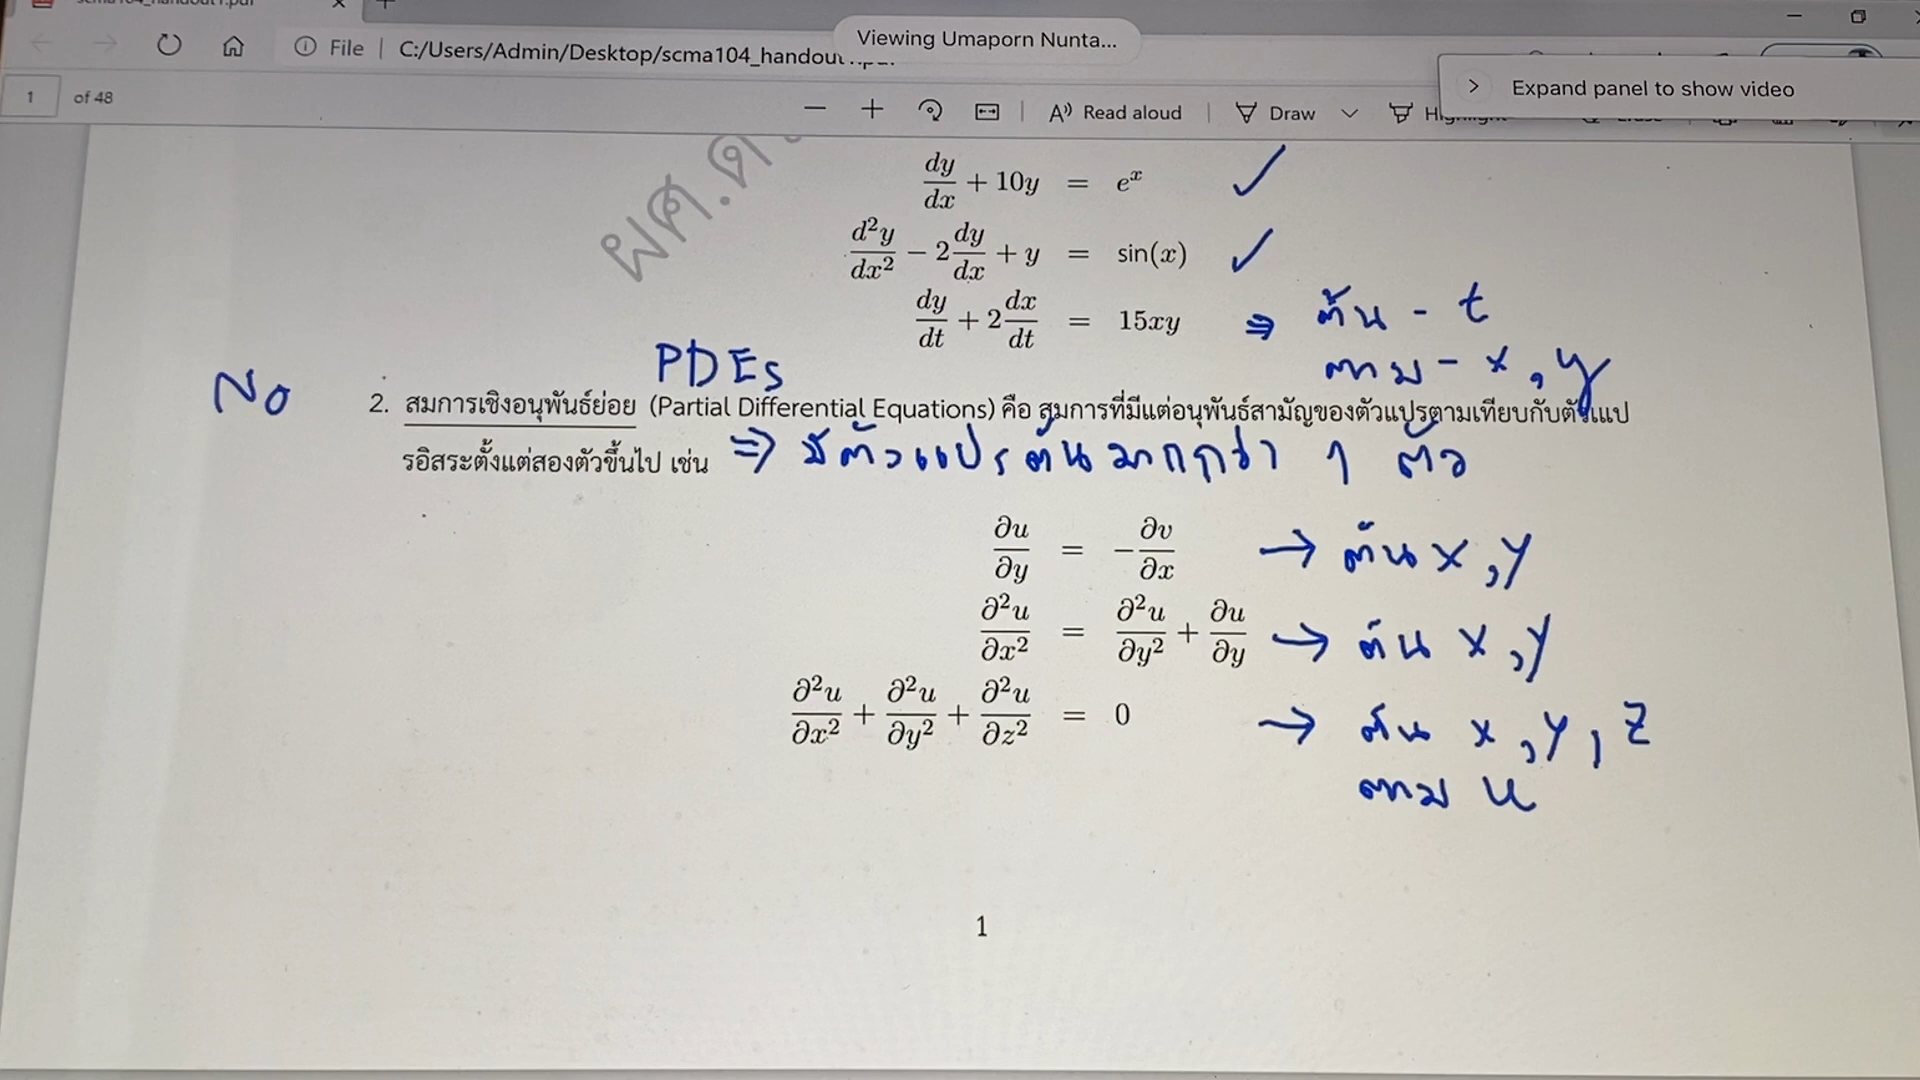 Viewing Umaporn Nunta...
File | C:/Users/Admin/Desktop/scma104_handout
Expand panel to show video
1 of 48
Read aloud | Draw
ผศ.ด
dy/dx + 10y = eˣ ✓
d²y/dx² − 2 dy/dx + y = sin(x) ✓
dy/dt + 2 dx/dt = 15xy ⇒ ต้น - t
ตาม - x, y
PDEs
No
2. สมการเชิงอนุพันธ์ย่อย (Partial Differential Equations) คือ สมการที่มีแต่อนุพันธ์สามัญของตัวแปรตามเทียบกับตัวแป
รอิสระตั้งแต่สองตัวขึ้นไป เช่น ⇒ มีตัวแปรต้นมากกว่า 1 ตัว
∂u/∂y = −∂v/∂x → ต้น x, y
∂²u/∂x² = ∂²u/∂y² + ∂u/∂y → ต้น x, y
∂²u/∂x² + ∂²u/∂y² + ∂²u/∂z² = 0 → ต้น x, y, z
ตาม u
1